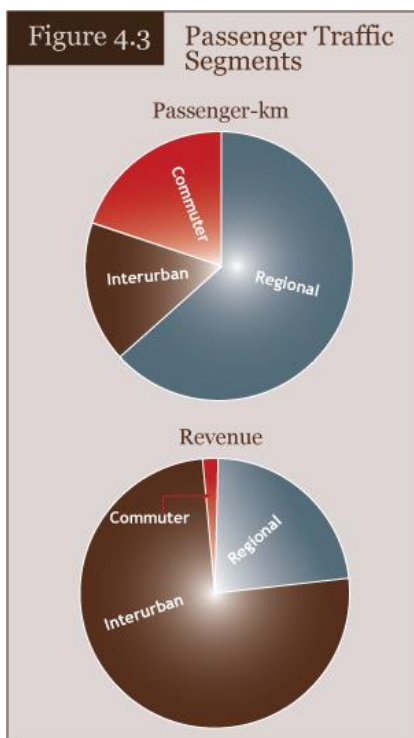 Figure 4.3
Passenger Traffic
Segments
Passenger-km
Commuter
Interurban
Regional
Revenue
Commuter
Regional
Interurban